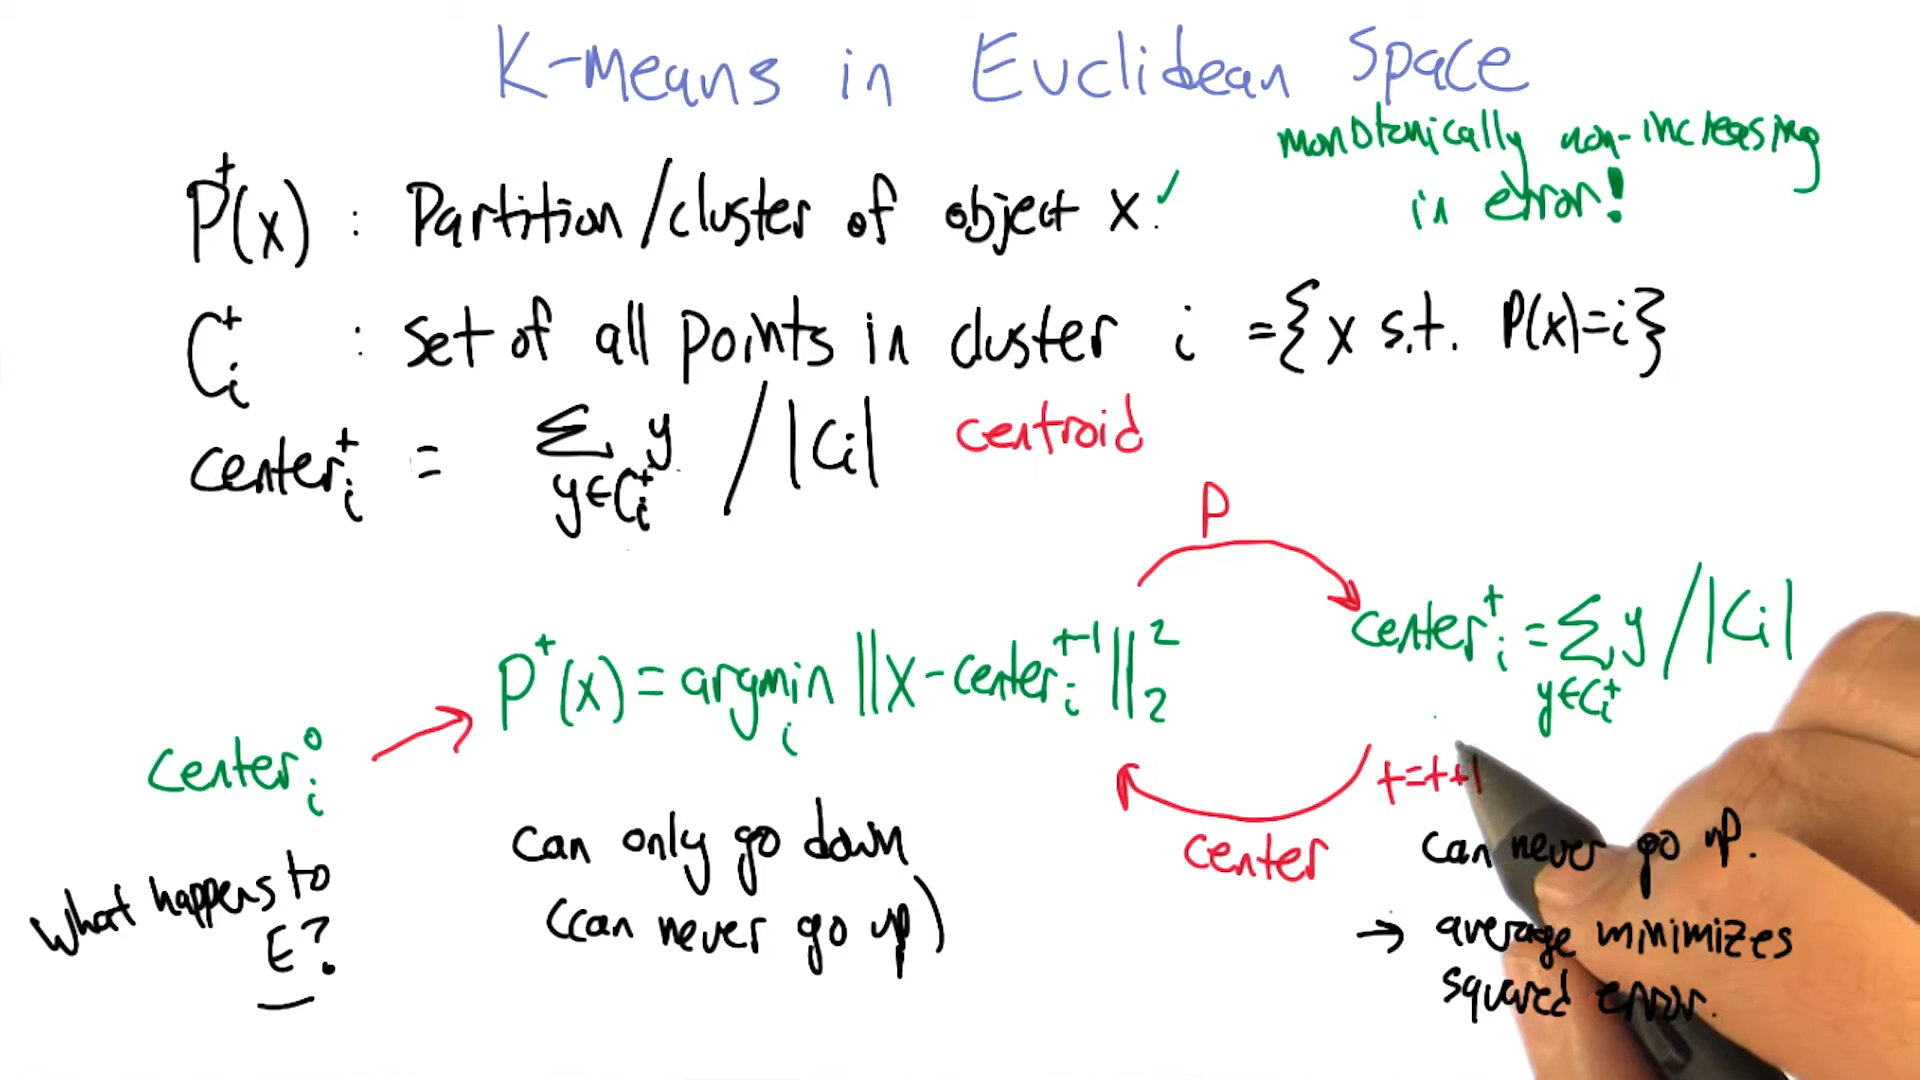 K-means in Euclidean Space
monotonically non-increasing
in error!
P^t(x) : Partition/cluster of object x. ✓
C_i^t : set of all points in cluster i = {x s.t. P(x)=i}
center_i^t = Σ_{y∈C_i^t} y / |C_i| centroid
P
center_i^t = Σ_{y∈C_i^t} y / |C_i|
P^t(x) = argmin_i ||x - center_i^{t-1}||_2^2
center_i^0
t=t+1
center
can only go down
(can never go up)
can never go up.
→ average minimizes
squared error.
What happens to
E?